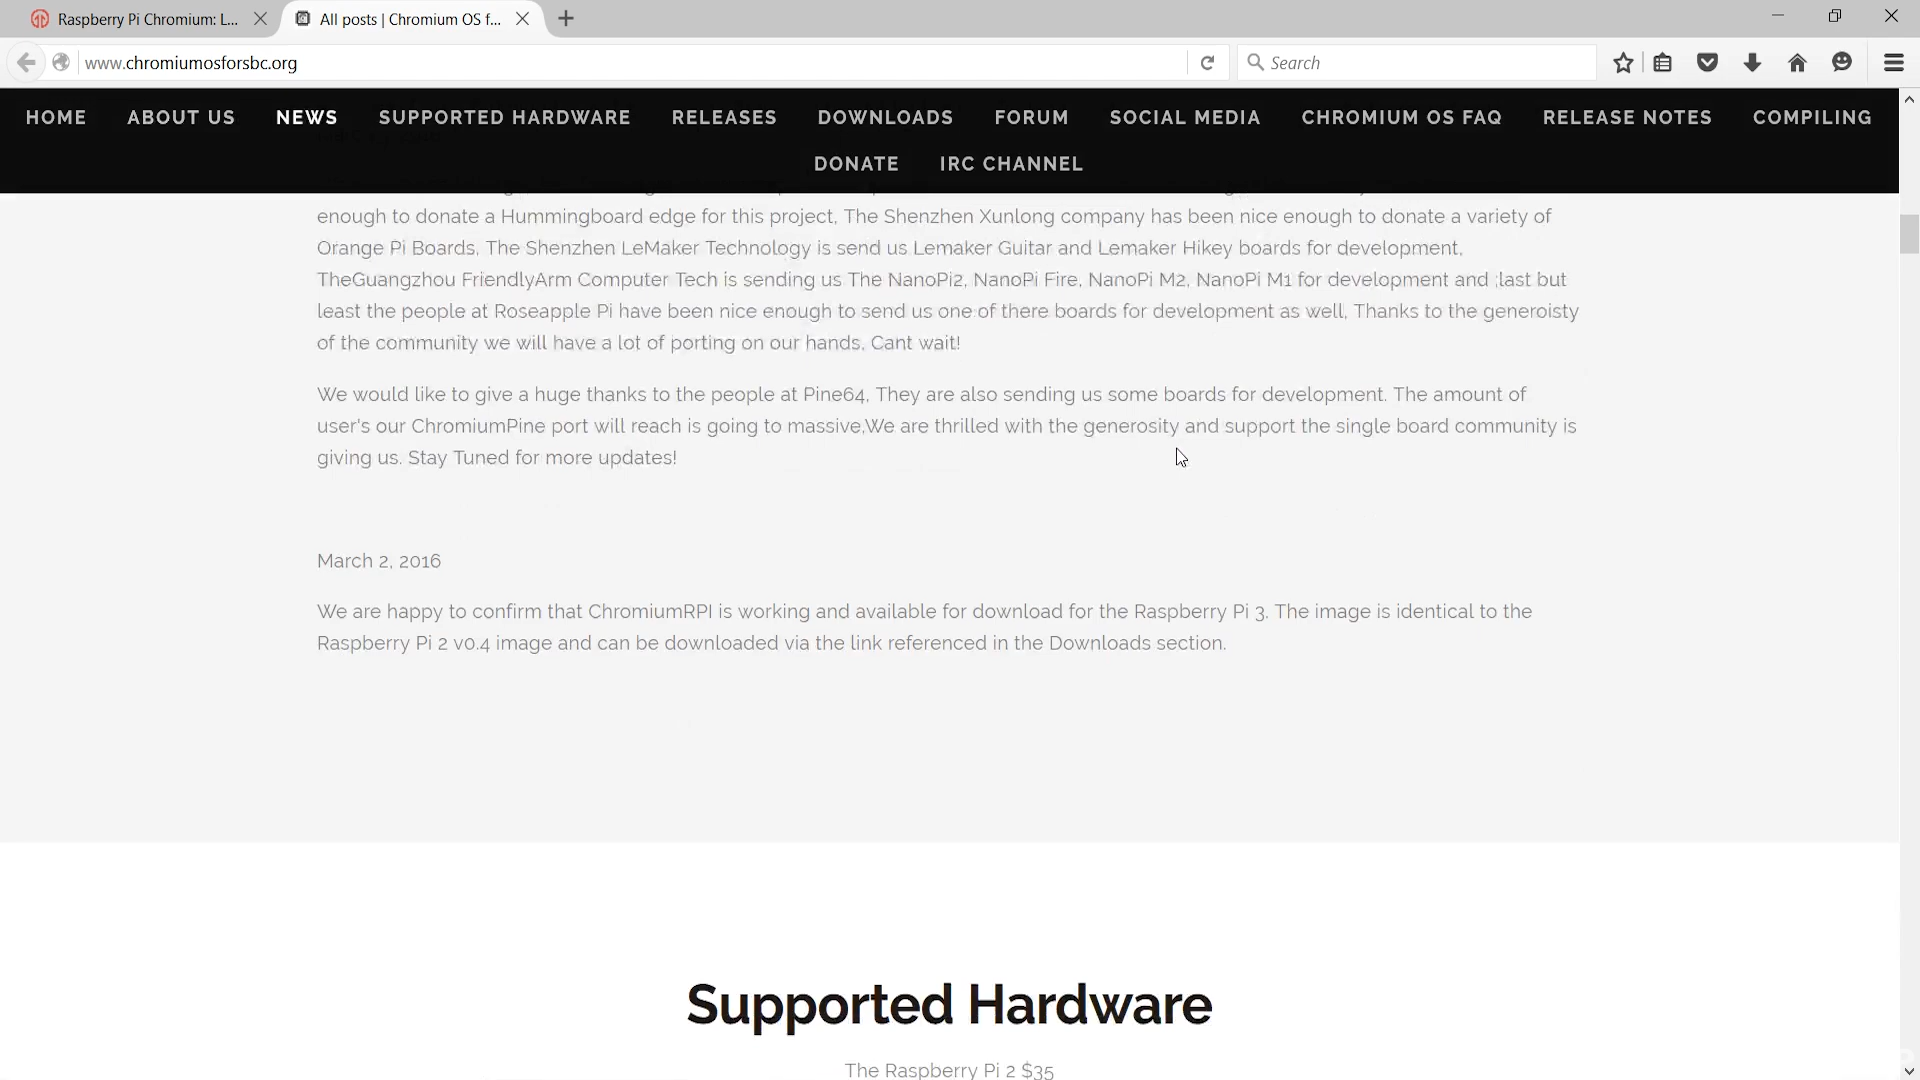 Raspberry Pi Chromium: L...
All posts | Chromium OS f...
www.chromiumosforsbc.org
Search
HOME ABOUT US NEWS SUPPORTED HARDWARE RELEASES DOWNLOADS FORUM SOCIAL MEDIA CHROMIUM OS FAQ RELEASE NOTES COMPILING
DONATE IRC CHANNEL
enough to donate a Hummingboard edge for this project, The Shenzhen Xunlong company has been nice enough to donate a variety of
Orange Pi Boards, The Shenzhen LeMaker Technology is send us Lemaker Guitar and Lemaker Hikey boards for development,
TheGuangzhou FriendlyArm Computer Tech is sending us The NanoPi2, NanoPi Fire, NanoPi M2, NanoPi M1 for development and ;last but
least the people at Roseapple Pi have been nice enough to send us one of there boards for development as well, Thanks to the generoisty
of the community we will have a lot of porting on our hands, Cant wait!
We would like to give a huge thanks to the people at Pine64, They are also sending us some boards for development. The amount of
user's our ChromiumPine port will reach is going to massive,We are thrilled with the generosity and support the single board community is
giving us. Stay Tuned for more updates!
March 2, 2016
We are happy to confirm that ChromiumRPI is working and available for download for the Raspberry Pi 3. The image is identical to the
Raspberry Pi 2 v0.4 image and can be downloaded via the link referenced in the Downloads section.
Supported Hardware
The Raspberry Pi 2 $35